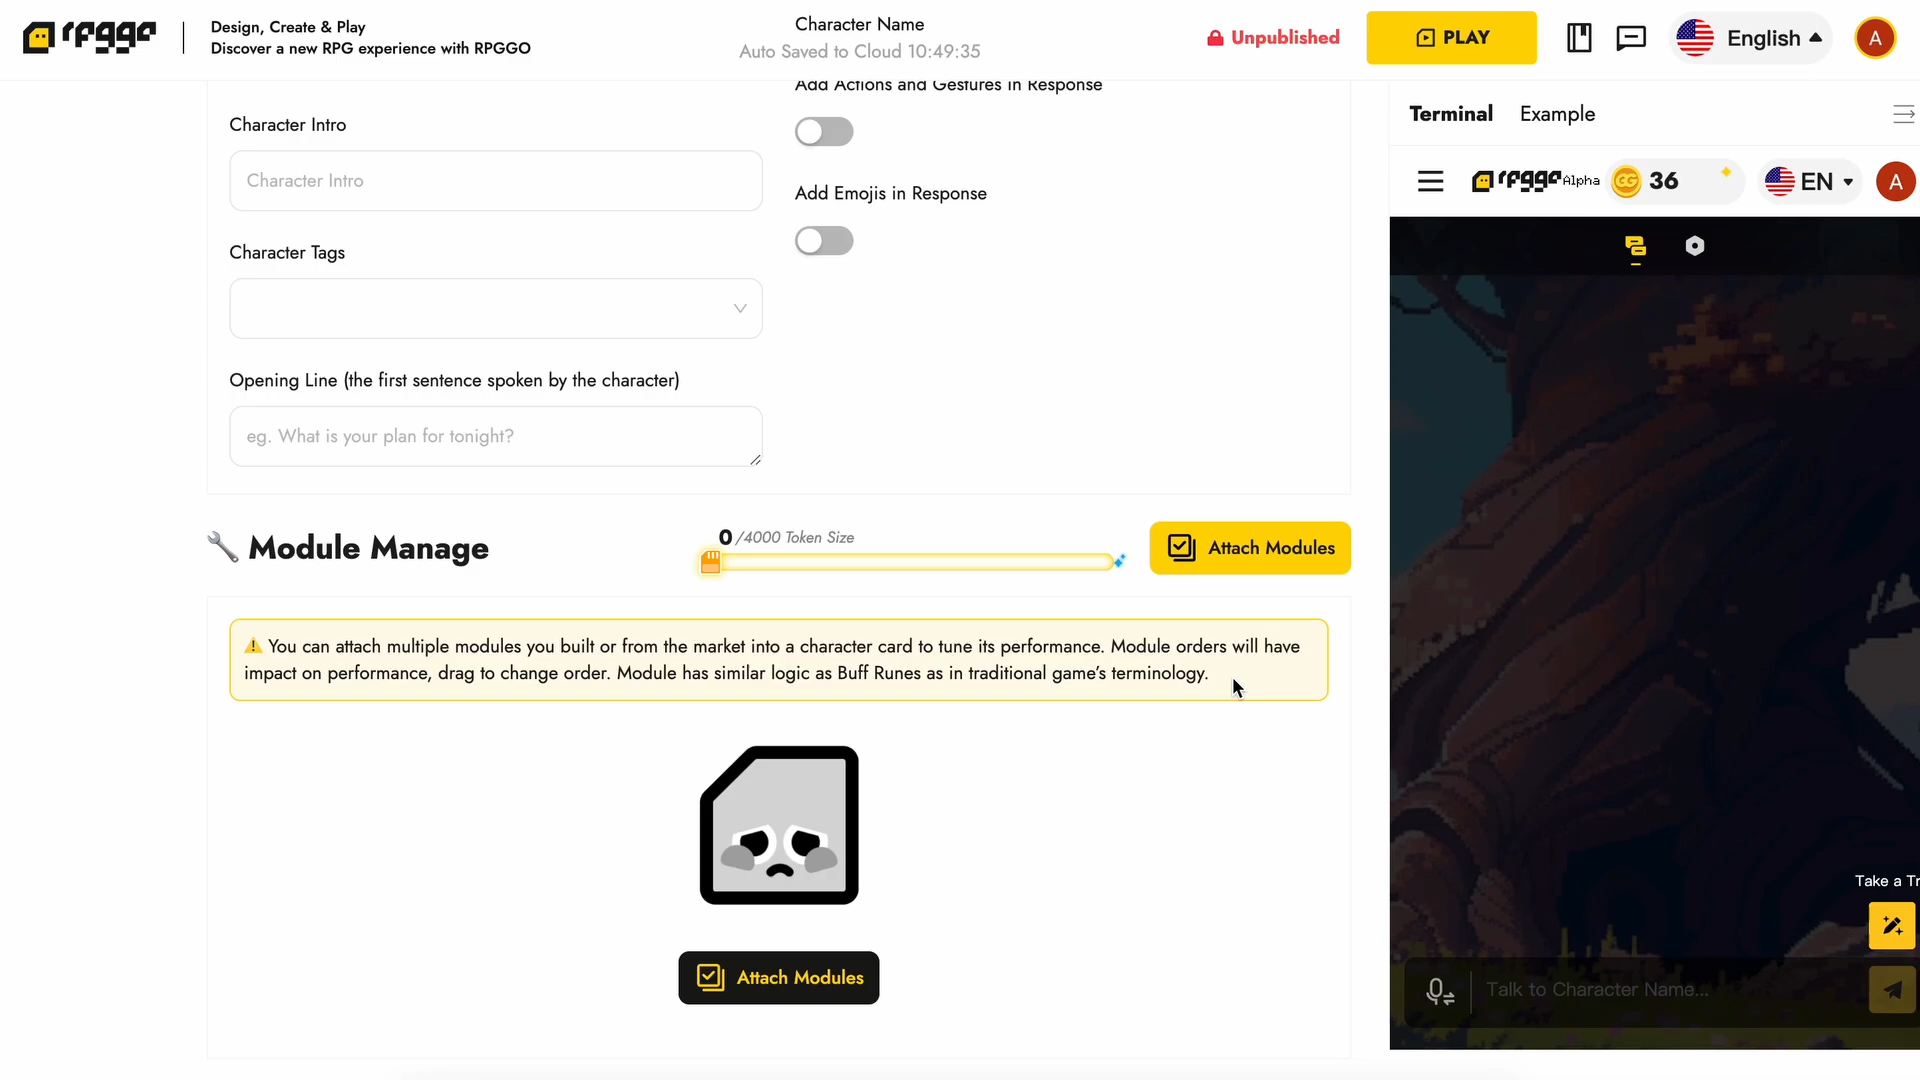 rpggo
Design, Create & Play
Discover a new RPG experience with RPGGO
Character Name
Auto Saved to Cloud 10:49:35
Unpublished
PLAY
English
A
Add Actions and Gestures in Response
Character Intro
Character Intro
Add Emojis in Response
Character Tags
Opening Line (the first sentence spoken by the character)
eg. What is your plan for tonight?
Module Manage
0 /4000 Token Size
Attach Modules
You can attach multiple modules you built or from the market into a character card to tune its performance. Module orders will have
impact on performance, drag to change order. Module has similar logic as Buff Runes as in traditional game's terminology.
Attach Modules
Terminal
Example
rpggo Alpha
GG
36
EN
A
Take a Tr
Talk to Character Name...